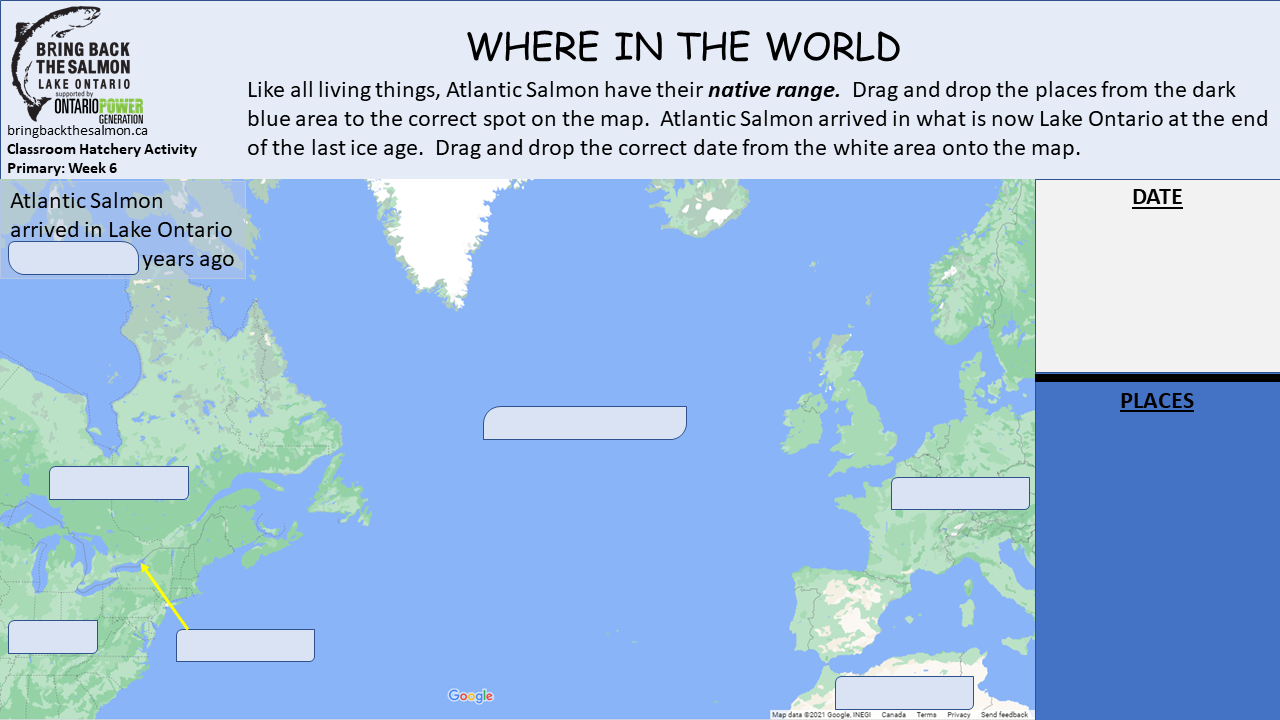 BRING BACK
THE SALMON
LAKE ONTARIO
supported by
ONTARIOPOWER
GENERATION
bringbackthesalmon.ca
Classroom Hatchery Activity
Primary: Week 6
WHERE IN THE WORLD
Like all living things, Atlantic Salmon have their native range.  Drag and drop the places from the dark
blue area to the correct spot on the map.  Atlantic Salmon arrived in what is now Lake Ontario at the end
of the last ice age.  Drag and drop the correct date from the white area onto the map.
Atlantic Salmon
arrived in Lake Ontario
years ago
DATE
PLACES
Google
Map data ©2021 Google, INEGI Canada Terms Privacy Send feedback